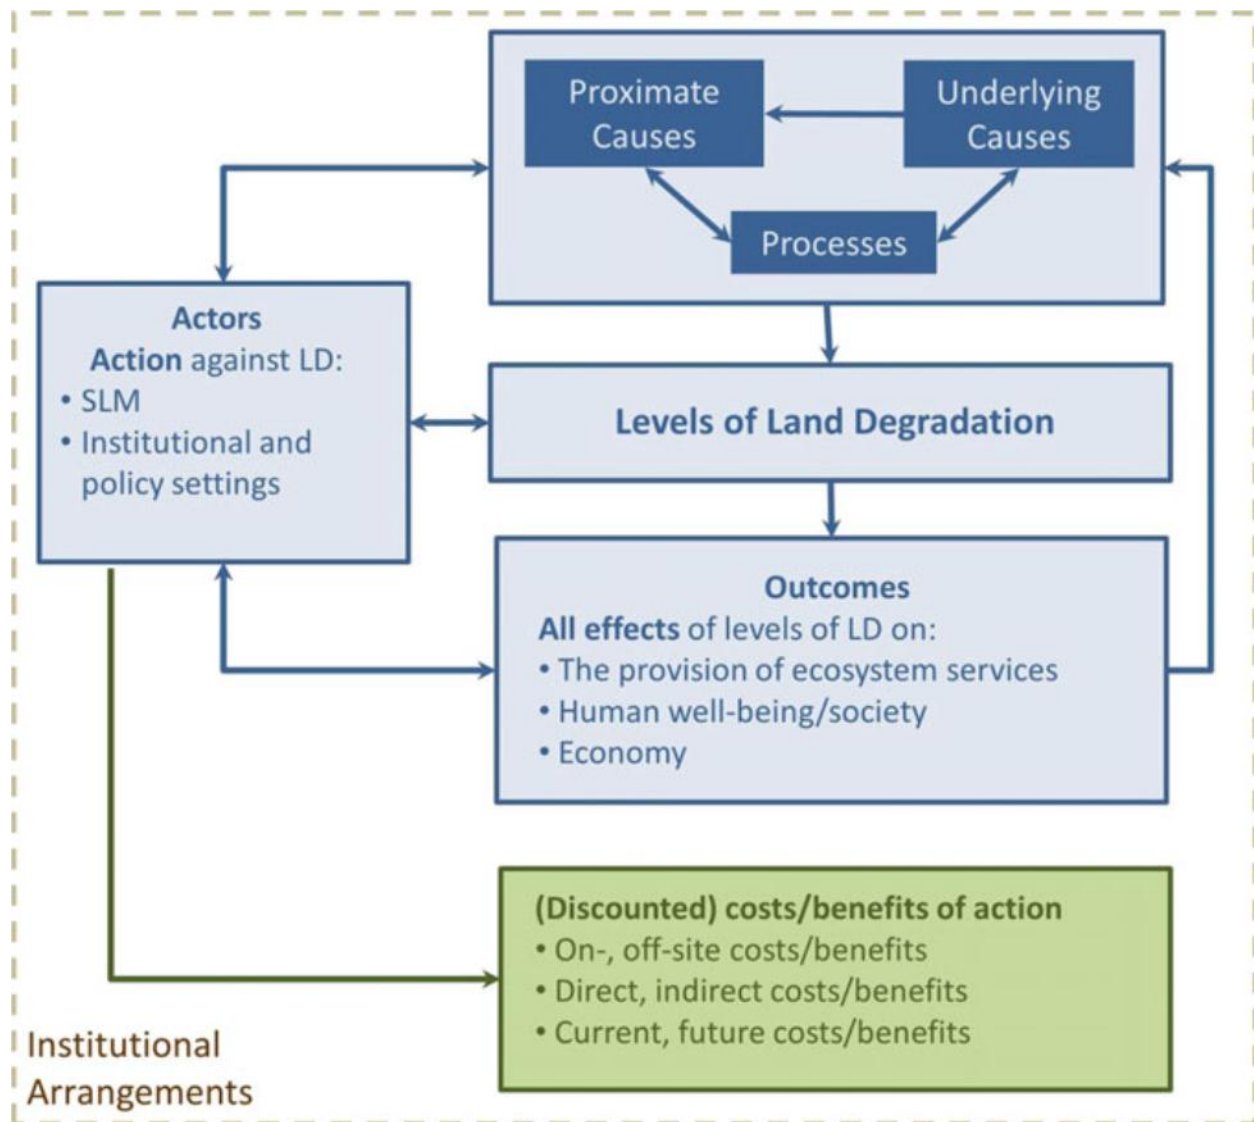 Proximate
Causes
Underlying
Causes
Processes
Actors
Action against LD:
• SLM
• Institutional and
policy settings
Levels of Land Degradation
Outcomes
All effects of levels of LD on:
• The provision of ecosystem services
• Human well-being/society
• Economy
(Discounted) costs/benefits of action
• On-, off-site costs/benefits
• Direct, indirect costs/benefits
• Current, future costs/benefits
Institutional
Arrangements